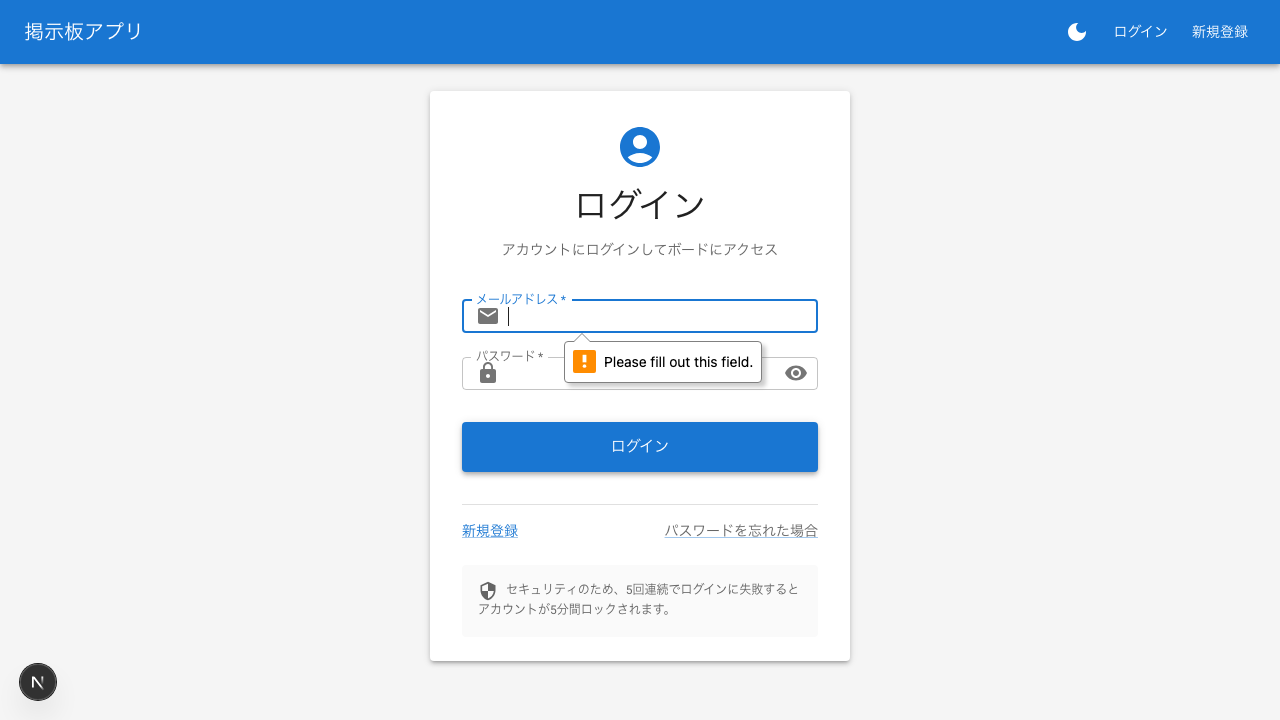 掲示板アプリ
ログイン
新規登録
ログイン
アカウントにログインしてボードにアクセス
メールアドレス *
Please fill out this field.
パスワード *
ログイン
新規登録
パスワードを忘れた場合
セキュリティのため、5回連続でログインに失敗すると
アカウントが5分間ロックされます。
N